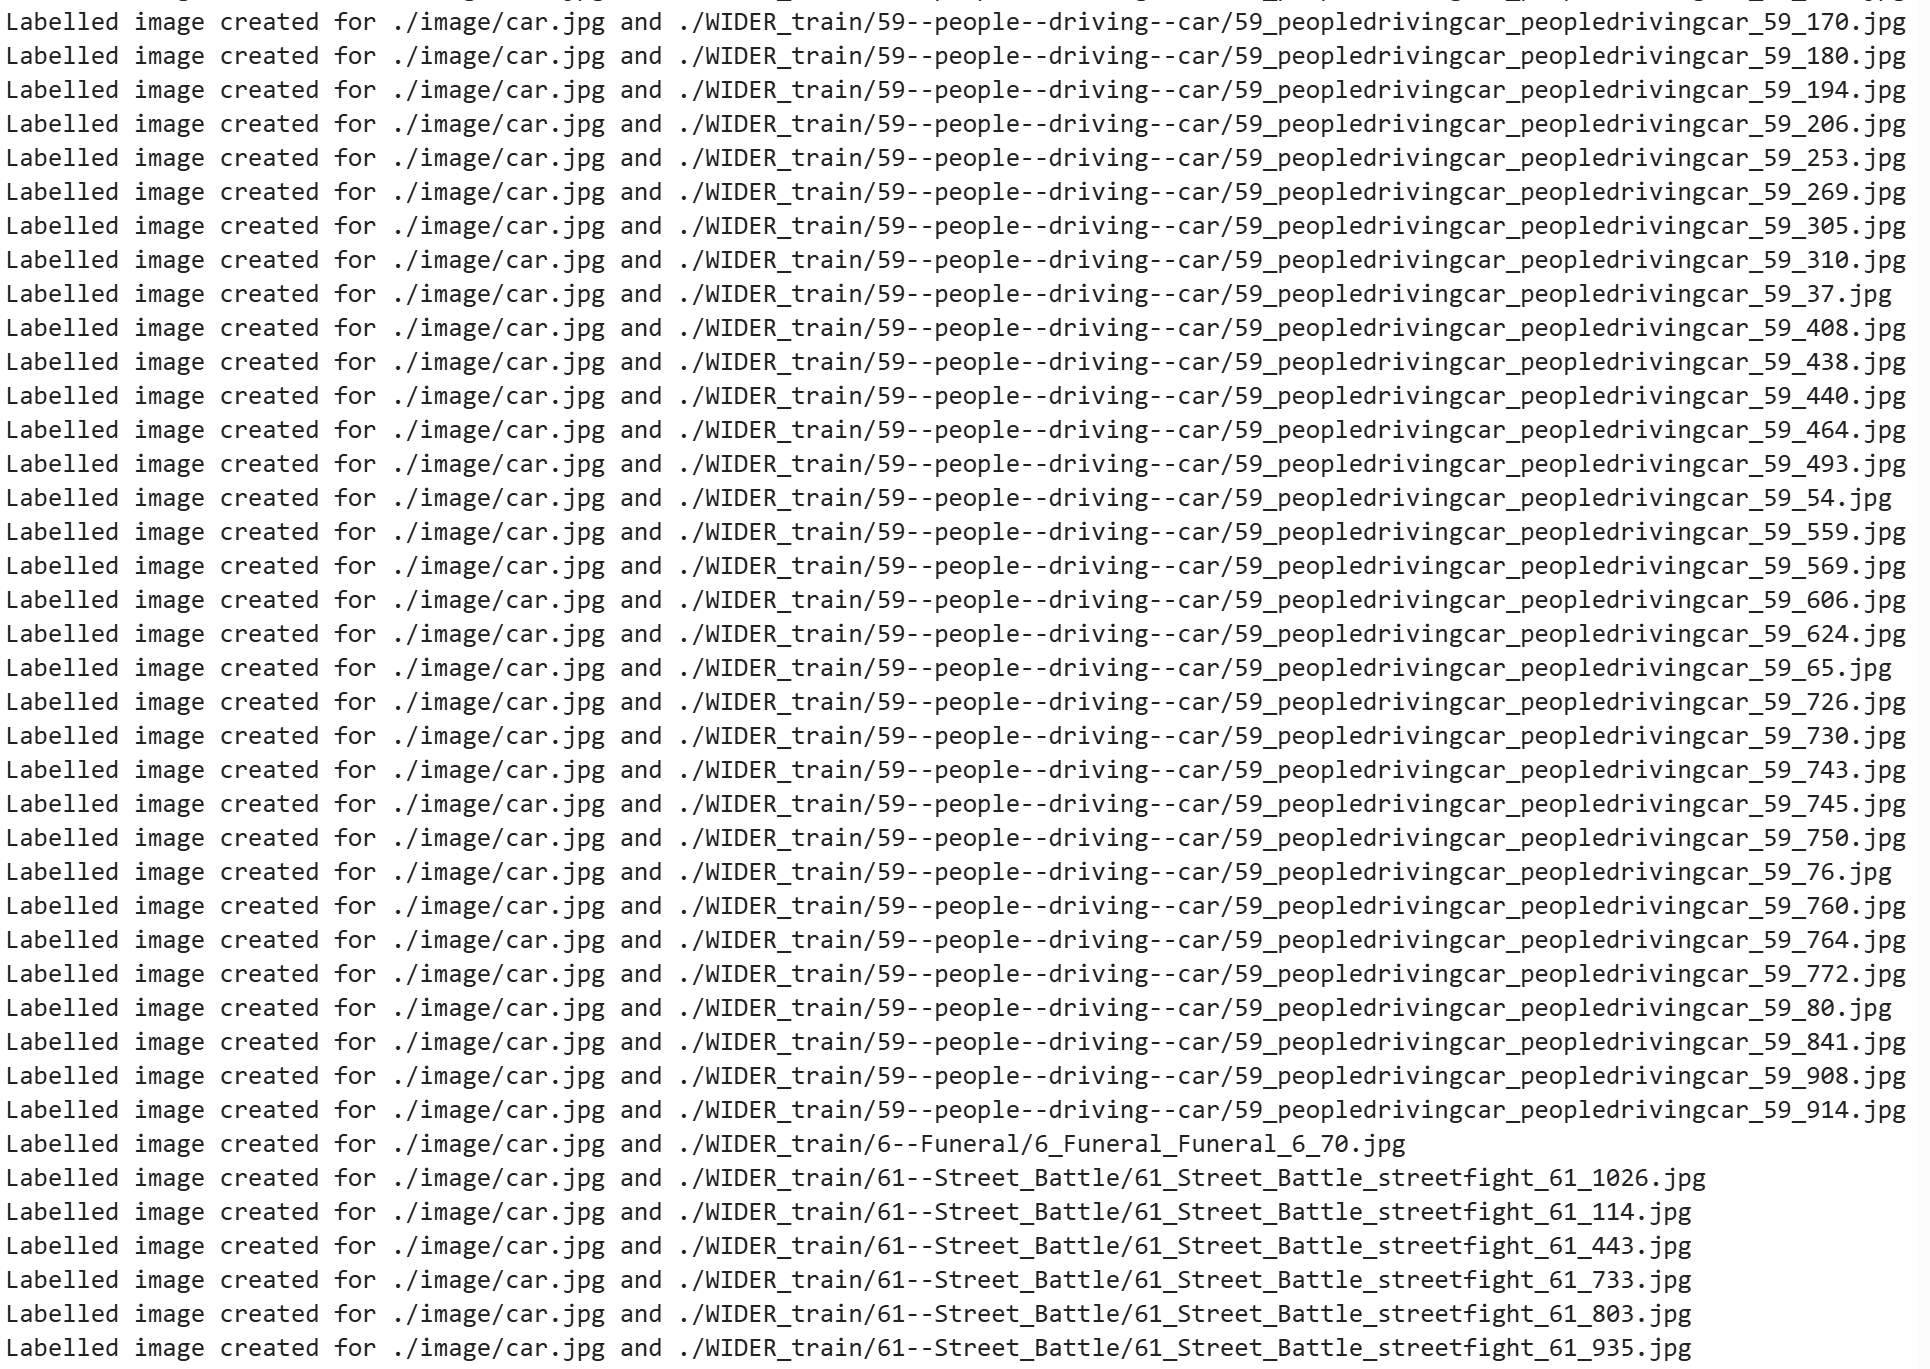 Labelled image created for ./image/car.jpg and ./WIDER_train/59--people--driving--car/59_peopledrivingcar_peopledrivingcar_59_170.jpg
Labelled image created for ./image/car.jpg and ./WIDER_train/59--people--driving--car/59_peopledrivingcar_peopledrivingcar_59_180.jpg
Labelled image created for ./image/car.jpg and ./WIDER_train/59--people--driving--car/59_peopledrivingcar_peopledrivingcar_59_194.jpg
Labelled image created for ./image/car.jpg and ./WIDER_train/59--people--driving--car/59_peopledrivingcar_peopledrivingcar_59_206.jpg
Labelled image created for ./image/car.jpg and ./WIDER_train/59--people--driving--car/59_peopledrivingcar_peopledrivingcar_59_253.jpg
Labelled image created for ./image/car.jpg and ./WIDER_train/59--people--driving--car/59_peopledrivingcar_peopledrivingcar_59_269.jpg
Labelled image created for ./image/car.jpg and ./WIDER_train/59--people--driving--car/59_peopledrivingcar_peopledrivingcar_59_305.jpg
Labelled image created for ./image/car.jpg and ./WIDER_train/59--people--driving--car/59_peopledrivingcar_peopledrivingcar_59_310.jpg
Labelled image created for ./image/car.jpg and ./WIDER_train/59--people--driving--car/59_peopledrivingcar_peopledrivingcar_59_37.jpg
Labelled image created for ./image/car.jpg and ./WIDER_train/59--people--driving--car/59_peopledrivingcar_peopledrivingcar_59_408.jpg
Labelled image created for ./image/car.jpg and ./WIDER_train/59--people--driving--car/59_peopledrivingcar_peopledrivingcar_59_438.jpg
Labelled image created for ./image/car.jpg and ./WIDER_train/59--people--driving--car/59_peopledrivingcar_peopledrivingcar_59_440.jpg
Labelled image created for ./image/car.jpg and ./WIDER_train/59--people--driving--car/59_peopledrivingcar_peopledrivingcar_59_464.jpg
Labelled image created for ./image/car.jpg and ./WIDER_train/59--people--driving--car/59_peopledrivingcar_peopledrivingcar_59_493.jpg
Labelled image created for ./image/car.jpg and ./WIDER_train/59--people--driving--car/59_peopledrivingcar_peopledrivingcar_59_54.jpg
Labelled image created for ./image/car.jpg and ./WIDER_train/59--people--driving--car/59_peopledrivingcar_peopledrivingcar_59_559.jpg
Labelled image created for ./image/car.jpg and ./WIDER_train/59--people--driving--car/59_peopledrivingcar_peopledrivingcar_59_569.jpg
Labelled image created for ./image/car.jpg and ./WIDER_train/59--people--driving--car/59_peopledrivingcar_peopledrivingcar_59_606.jpg
Labelled image created for ./image/car.jpg and ./WIDER_train/59--people--driving--car/59_peopledrivingcar_peopledrivingcar_59_624.jpg
Labelled image created for ./image/car.jpg and ./WIDER_train/59--people--driving--car/59_peopledrivingcar_peopledrivingcar_59_65.jpg
Labelled image created for ./image/car.jpg and ./WIDER_train/59--people--driving--car/59_peopledrivingcar_peopledrivingcar_59_726.jpg
Labelled image created for ./image/car.jpg and ./WIDER_train/59--people--driving--car/59_peopledrivingcar_peopledrivingcar_59_730.jpg
Labelled image created for ./image/car.jpg and ./WIDER_train/59--people--driving--car/59_peopledrivingcar_peopledrivingcar_59_743.jpg
Labelled image created for ./image/car.jpg and ./WIDER_train/59--people--driving--car/59_peopledrivingcar_peopledrivingcar_59_745.jpg
Labelled image created for ./image/car.jpg and ./WIDER_train/59--people--driving--car/59_peopledrivingcar_peopledrivingcar_59_750.jpg
Labelled image created for ./image/car.jpg and ./WIDER_train/59--people--driving--car/59_peopledrivingcar_peopledrivingcar_59_76.jpg
Labelled image created for ./image/car.jpg and ./WIDER_train/59--people--driving--car/59_peopledrivingcar_peopledrivingcar_59_760.jpg
Labelled image created for ./image/car.jpg and ./WIDER_train/59--people--driving--car/59_peopledrivingcar_peopledrivingcar_59_764.jpg
Labelled image created for ./image/car.jpg and ./WIDER_train/59--people--driving--car/59_peopledrivingcar_peopledrivingcar_59_772.jpg
Labelled image created for ./image/car.jpg and ./WIDER_train/59--people--driving--car/59_peopledrivingcar_peopledrivingcar_59_80.jpg
Labelled image created for ./image/car.jpg and ./WIDER_train/59--people--driving--car/59_peopledrivingcar_peopledrivingcar_59_841.jpg
Labelled image created for ./image/car.jpg and ./WIDER_train/59--people--driving--car/59_peopledrivingcar_peopledrivingcar_59_908.jpg
Labelled image created for ./image/car.jpg and ./WIDER_train/59--people--driving--car/59_peopledrivingcar_peopledrivingcar_59_914.jpg
Labelled image created for ./image/car.jpg and ./WIDER_train/6--Funeral/6_Funeral_Funeral_6_70.jpg
Labelled image created for ./image/car.jpg and ./WIDER_train/61--Street_Battle/61_Street_Battle_streetfight_61_1026.jpg
Labelled image created for ./image/car.jpg and ./WIDER_train/61--Street_Battle/61_Street_Battle_streetfight_61_114.jpg
Labelled image created for ./image/car.jpg and ./WIDER_train/61--Street_Battle/61_Street_Battle_streetfight_61_443.jpg
Labelled image created for ./image/car.jpg and ./WIDER_train/61--Street_Battle/61_Street_Battle_streetfight_61_733.jpg
Labelled image created for ./image/car.jpg and ./WIDER_train/61--Street_Battle/61_Street_Battle_streetfight_61_803.jpg
Labelled image created for ./image/car.jpg and ./WIDER_train/61--Street_Battle/61_Street_Battle_streetfight_61_935.jpg